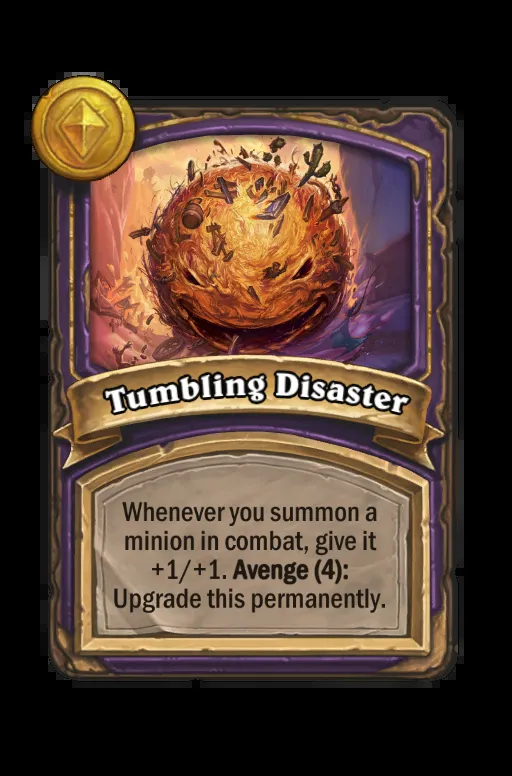 Tumbling Disaster
Whenever you summon a
minion in combat, give it
+1/+1. Avenge (4):
Upgrade this permanently.